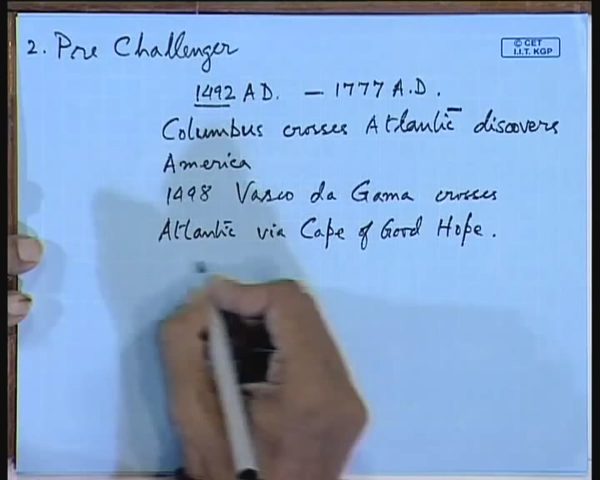 2. Pre Challenger
© CET
I.I.T. KGP
1492 A D. – 1777 A.D.
Columbus crosses Atlantic discovers
America
1498 Vasco da Gama crosses
Atlantic via Cape of Good Hope.